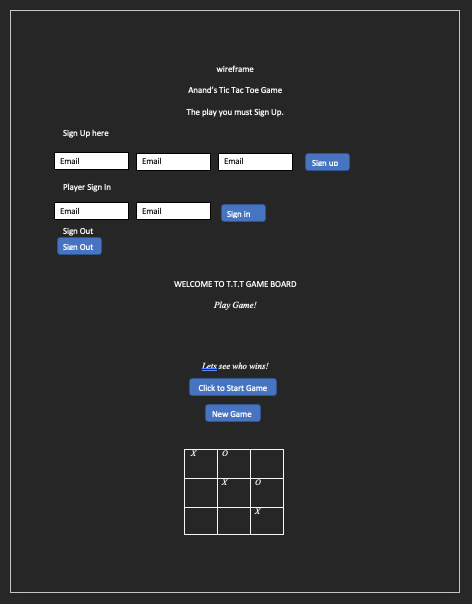 wireframe
Anand's Tic Tac Toe Game
The play you must Sign Up.
Sign Up here
Email Email Email Sign up
Player Sign In
Email Email Sign in
Sign Out
Sign Out
WELCOME TO T.T.T GAME BOARD
Play Game!
Lets see who wins!
Click to Start Game
New Game
X O
X O
X